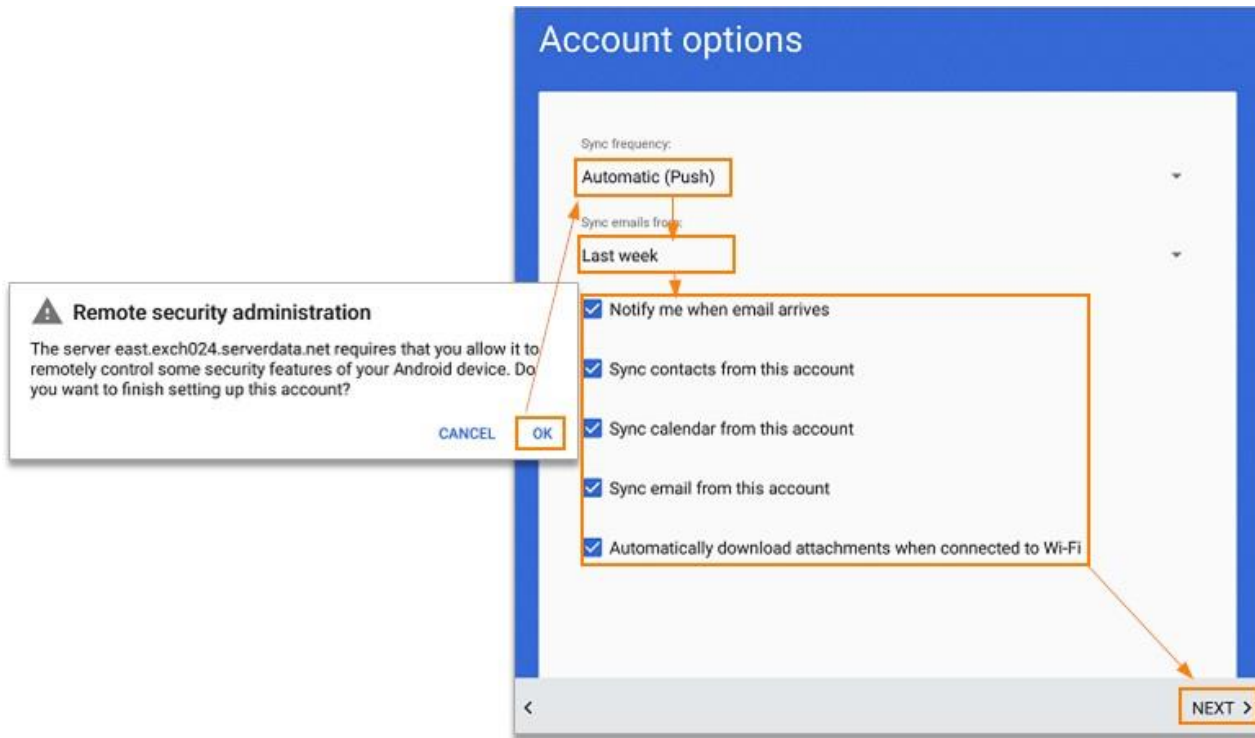 Account options
Sync frequency:
Automatic (Push)
Sync emails from:
Last week
Remote security administration
The server east.exch024.serverdata.net requires that you allow it to
remotely control some security features of your Android device. Do
you want to finish setting up this account?
CANCEL OK
Notify me when email arrives
Sync contacts from this account
Sync calendar from this account
Sync email from this account
Automatically download attachments when connected to Wi-Fi
NEXT